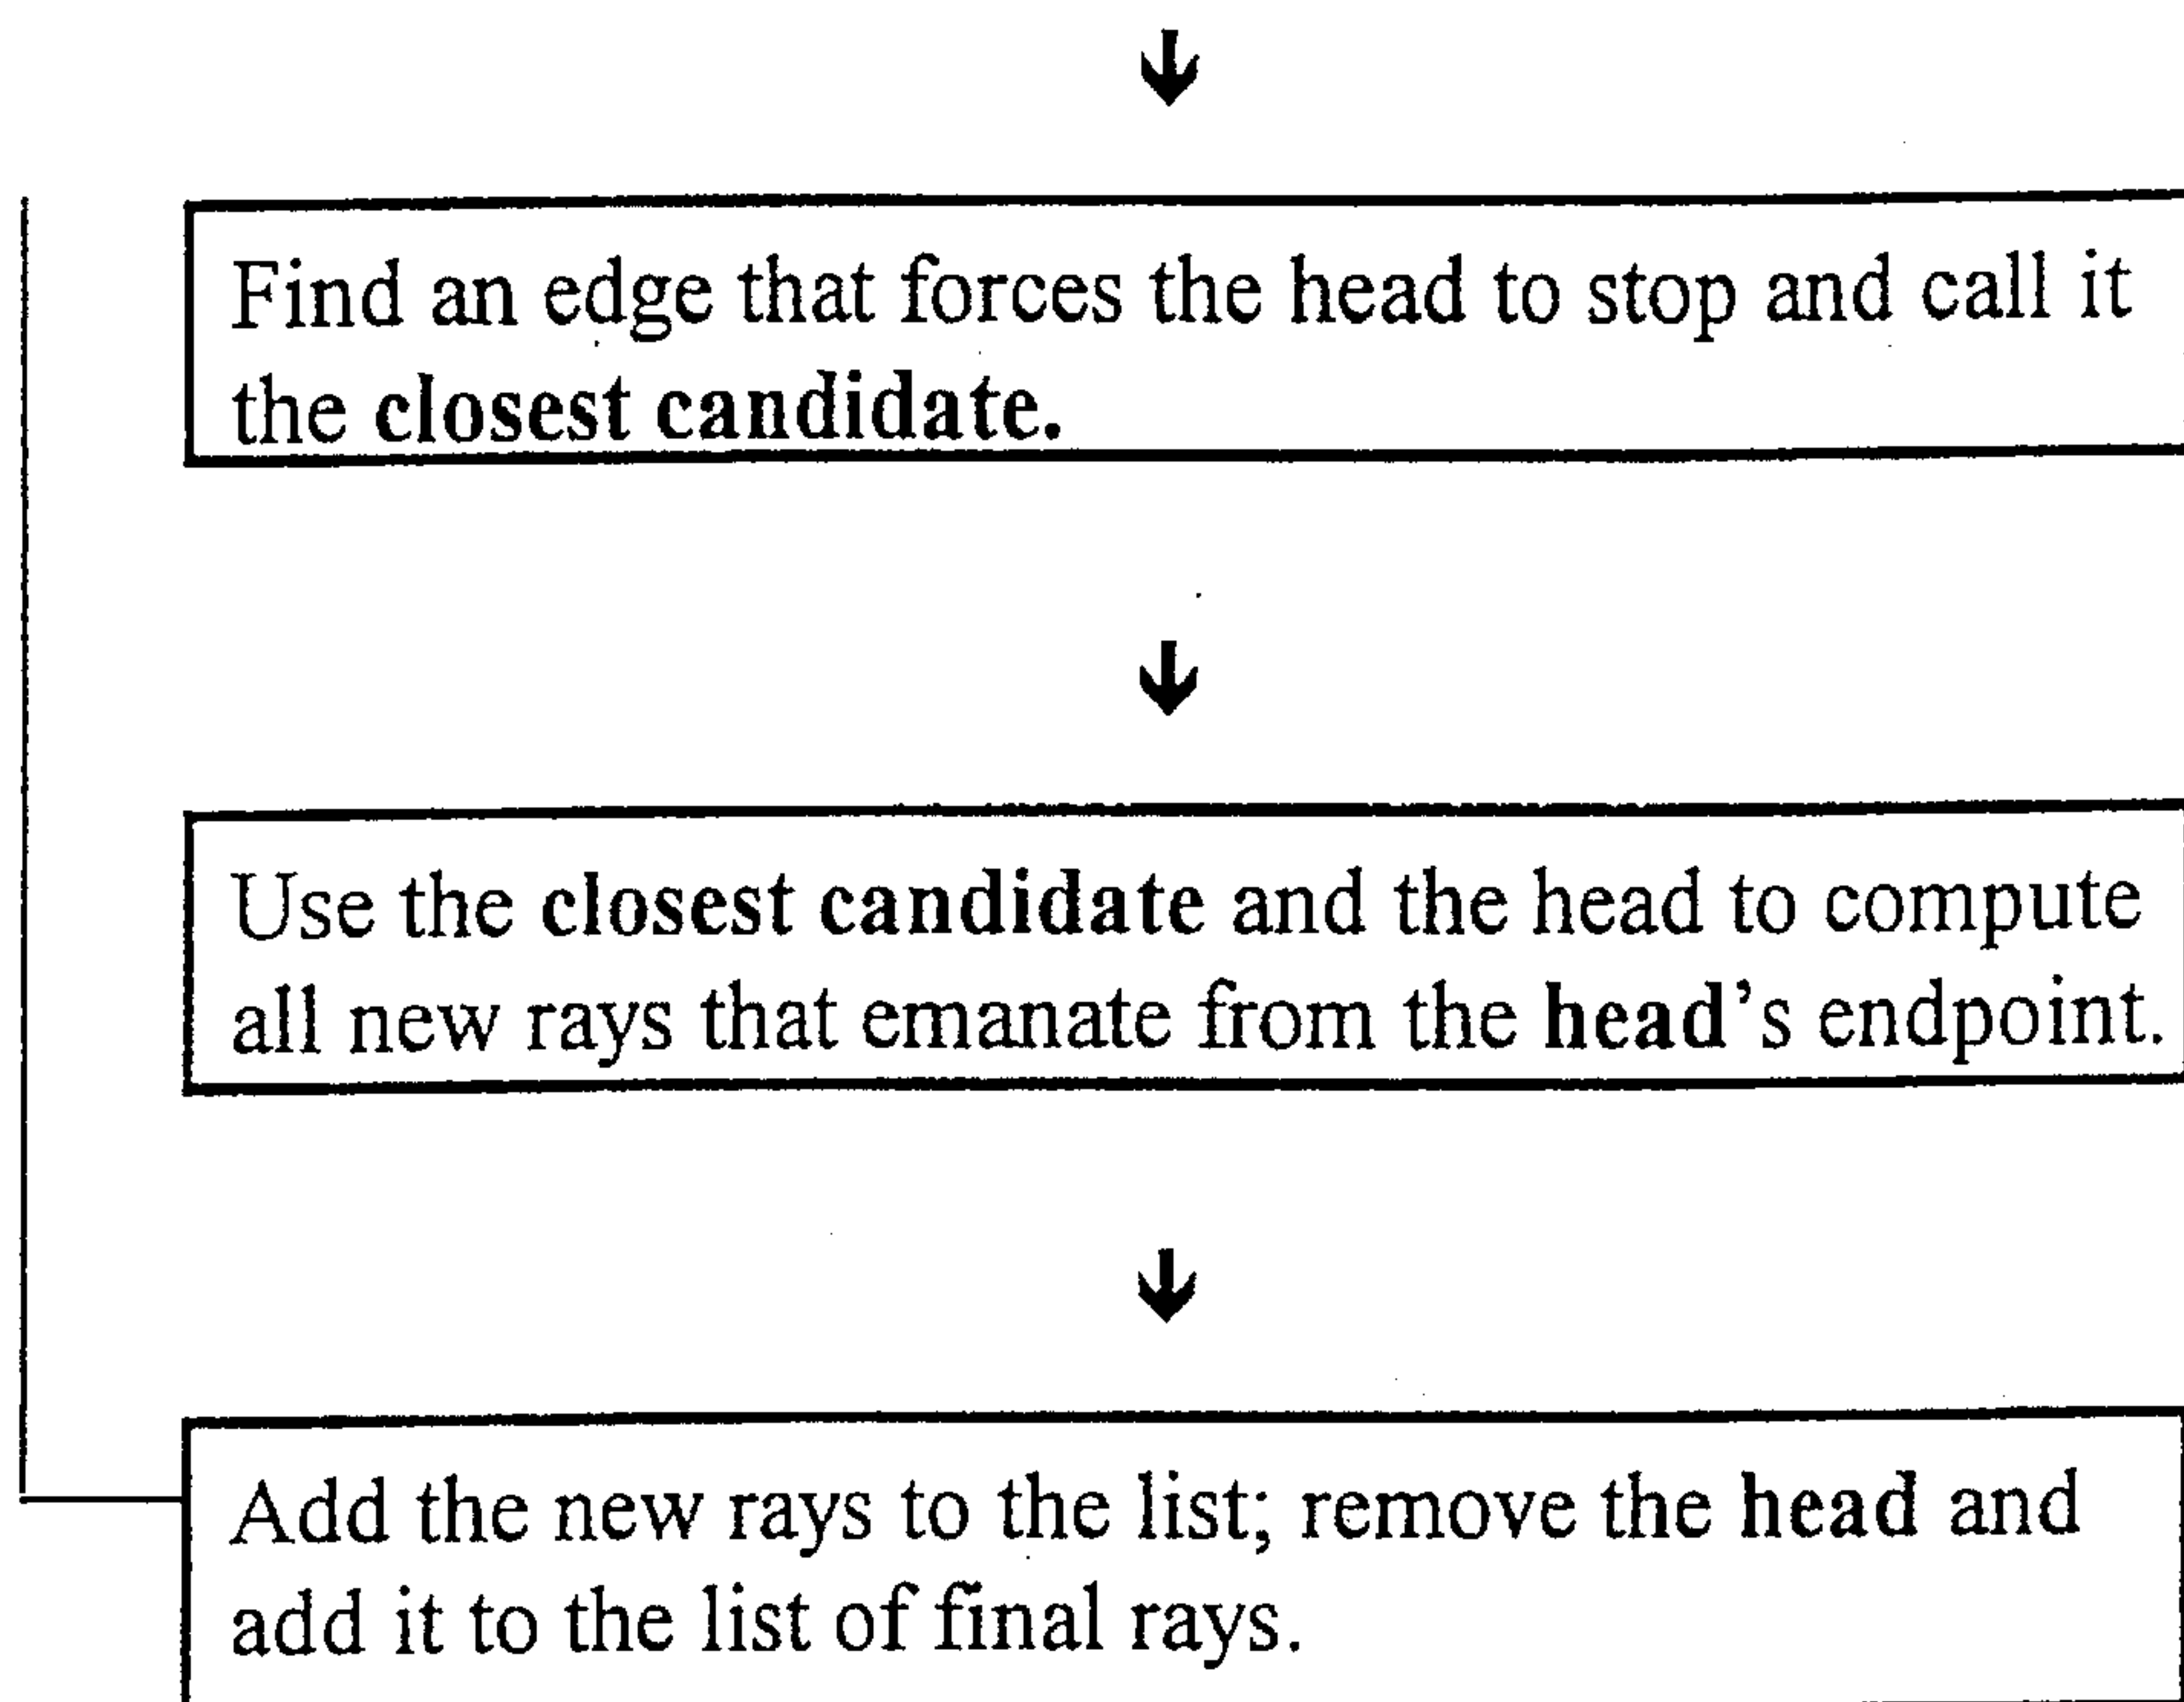 Find an edge that forces the head to stop and call it
the closest candidate.
Use the closest candidate and the head to compute
all new rays that emanate from the head's endpoint.
Add the new rays to the list; remove the head and
add it to the list of final rays.